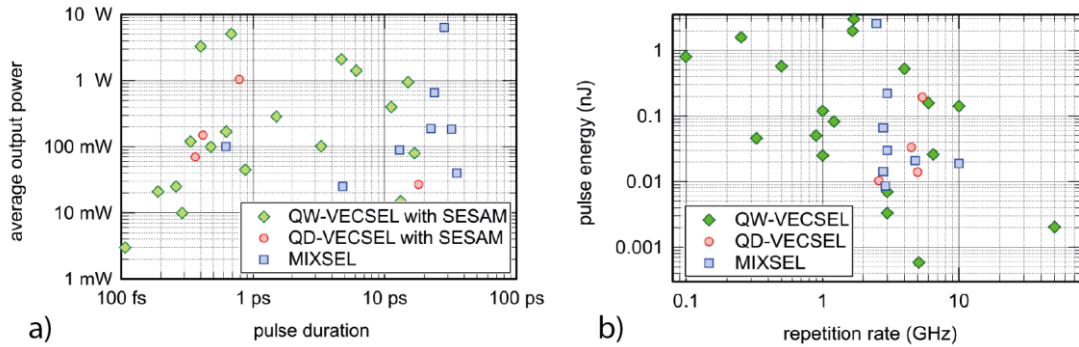 average output power
10 W
1 W
100 mW
10 mW
1 mW
QW-VECSEL with SESAM
QD-VECSEL with SESAM
MIXSEL
100 fs
1 ps
10 ps
100 ps
pulse duration
a)
pulse energy (nJ)
1
0.1
0.01
0.001
QW-VECSEL
QD-VECSEL
MIXSEL
0.1
1
10
repetition rate (GHz)
b)